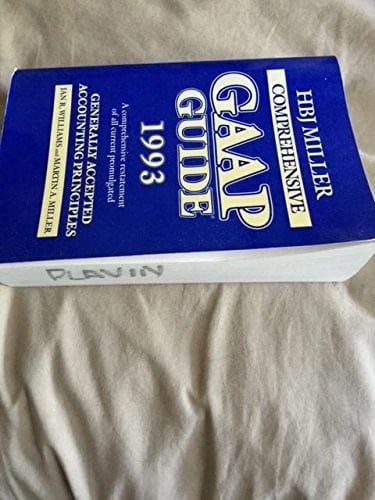 HBJ MILLER
COMPREHENSIVE
GAAP
GUIDE
1993
A comprehensive restatement
of all current promulgated
GENERALLY ACCEPTED
ACCOUNTING PRINCIPLES
JAN R. WILLIAMS AND MARTIN A. MILLER
PLAVIN